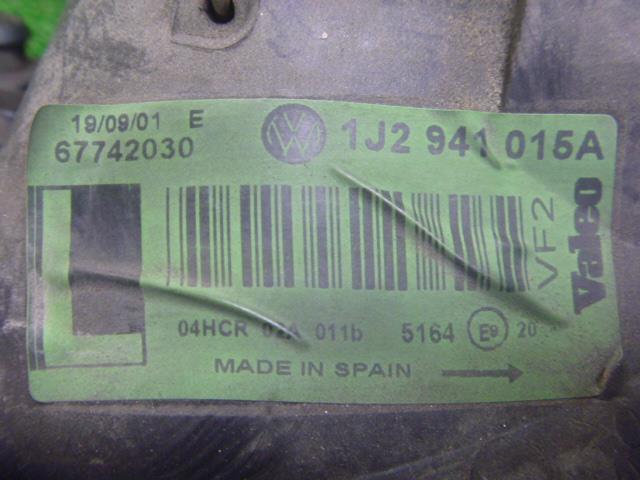 19/09/01 E
67742030
VW
1J2 941 015A
L
VF2
Valeo
04HCR 02A 011b 5164 E9 20
MADE IN SPAIN